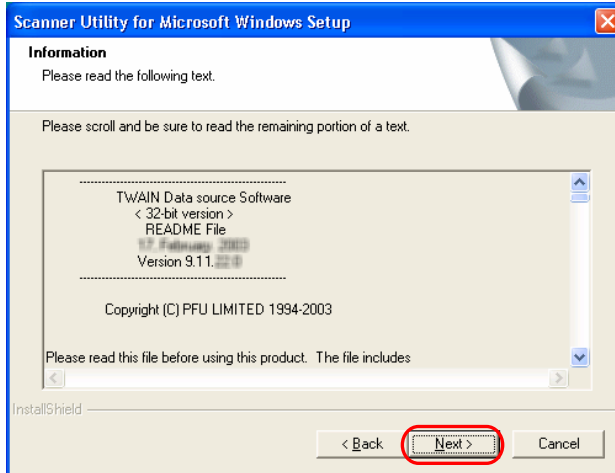 Scanner Utility for Microsoft Windows Setup
Information
Please read the following text.
Please scroll and be sure to read the remaining portion of a text.
------------------------------------------------------
TWAIN Data source Software
< 32-bit version >
README File
Version 9.11.
------------------------------------------------------
Copyright (C) PFU LIMITED 1994-2003
Please read this file before using this product. The file includes
InstallShield
< Back
Next >
Cancel